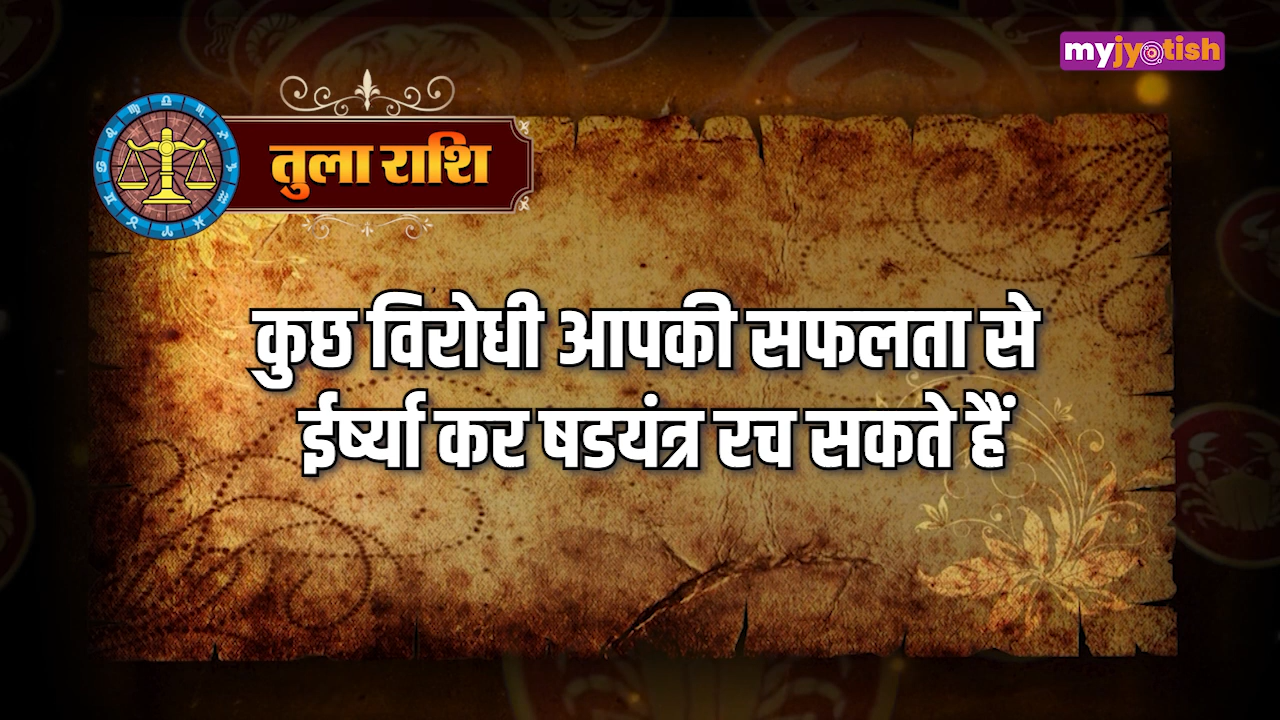 myjyotish
तुला राशि
कुछ विरोधी आपकी सफलता से
ईर्ष्या कर षडयंत्र रच सकते हैं